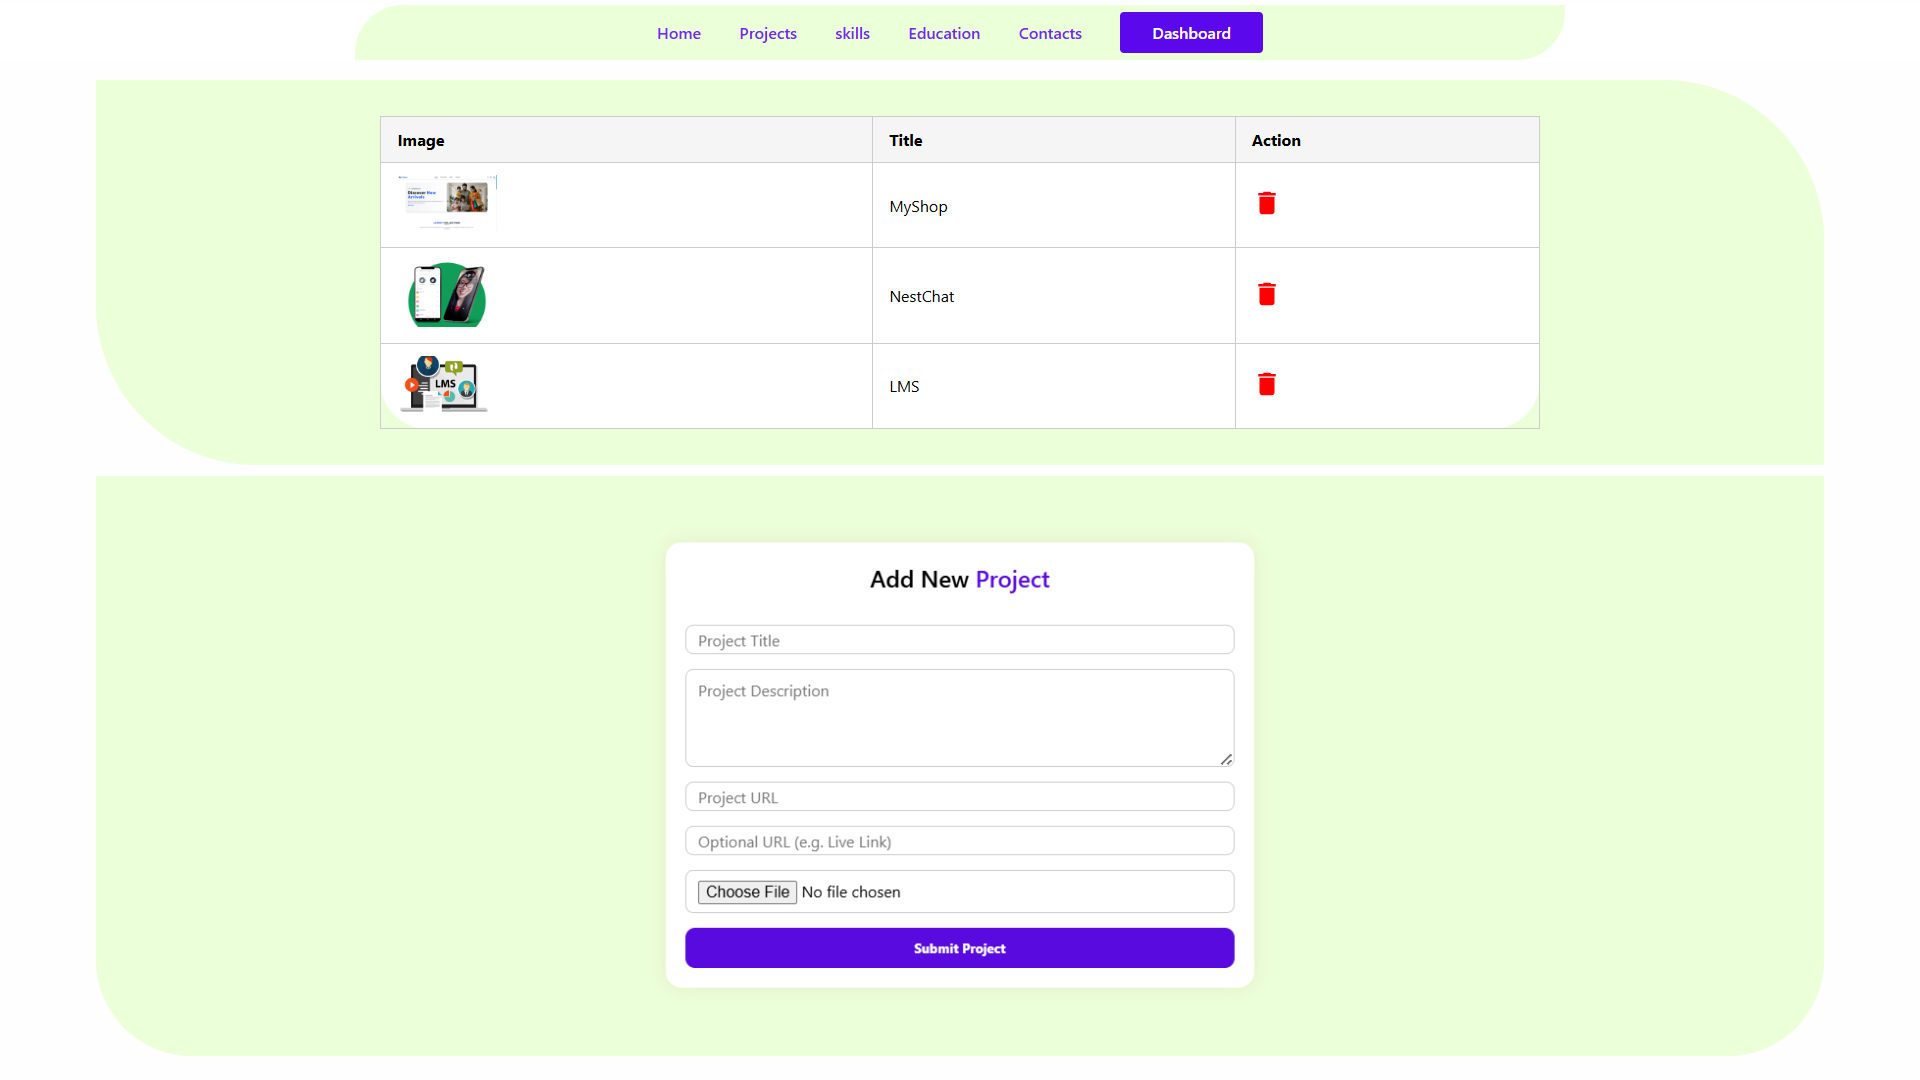 Home Projects skills Education Contacts Dashboard
Image Title Action
Discover New
Arrivals
MyShop
NestChat
LMS
LMS
Add New Project
Project Title
Project Description
Project URL
Optional URL (e.g. Live Link)
Choose File No file chosen
Submit Project